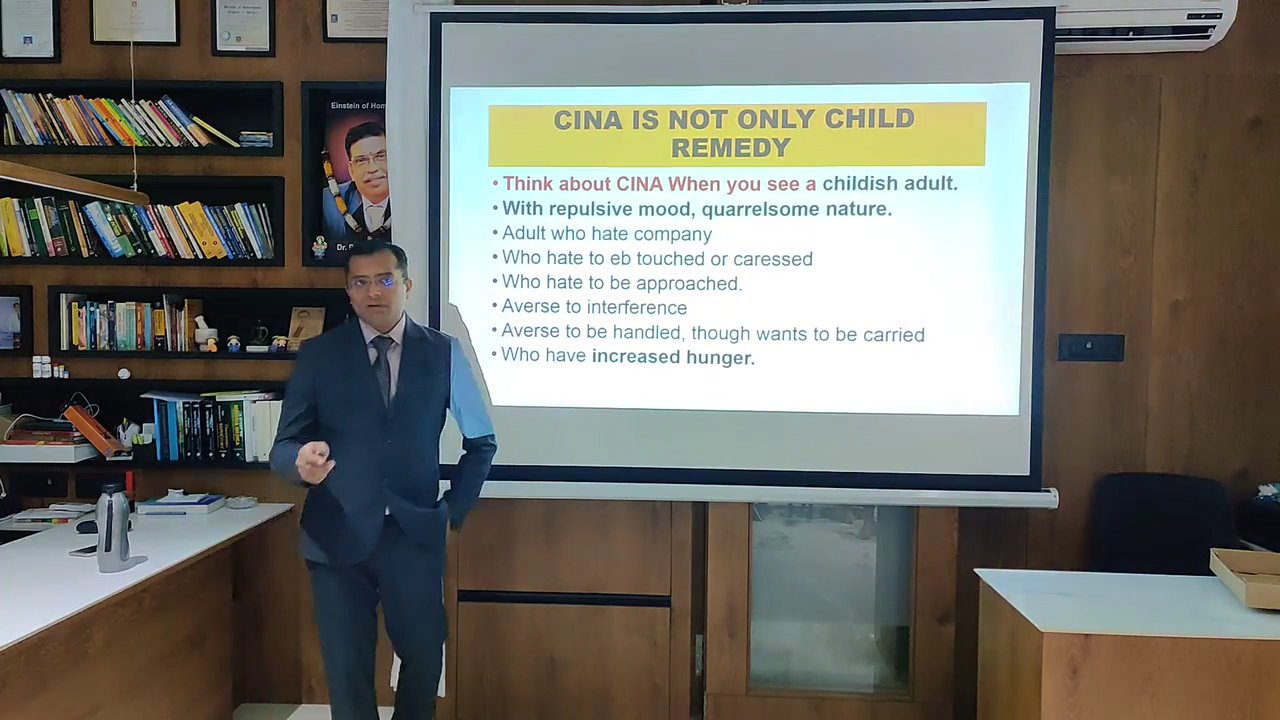 Einstein of Hom
Dr.
CINA IS NOT ONLY CHILD
REMEDY
• Think about CINA When you see a childish adult.
• With repulsive mood, quarrelsome nature.
• Adult who hate company
• Who hate to eb touched or caressed
• Who hate to be approached.
• Averse to interference
• Averse to be handled, though wants to be carried
• Who have increased hunger.